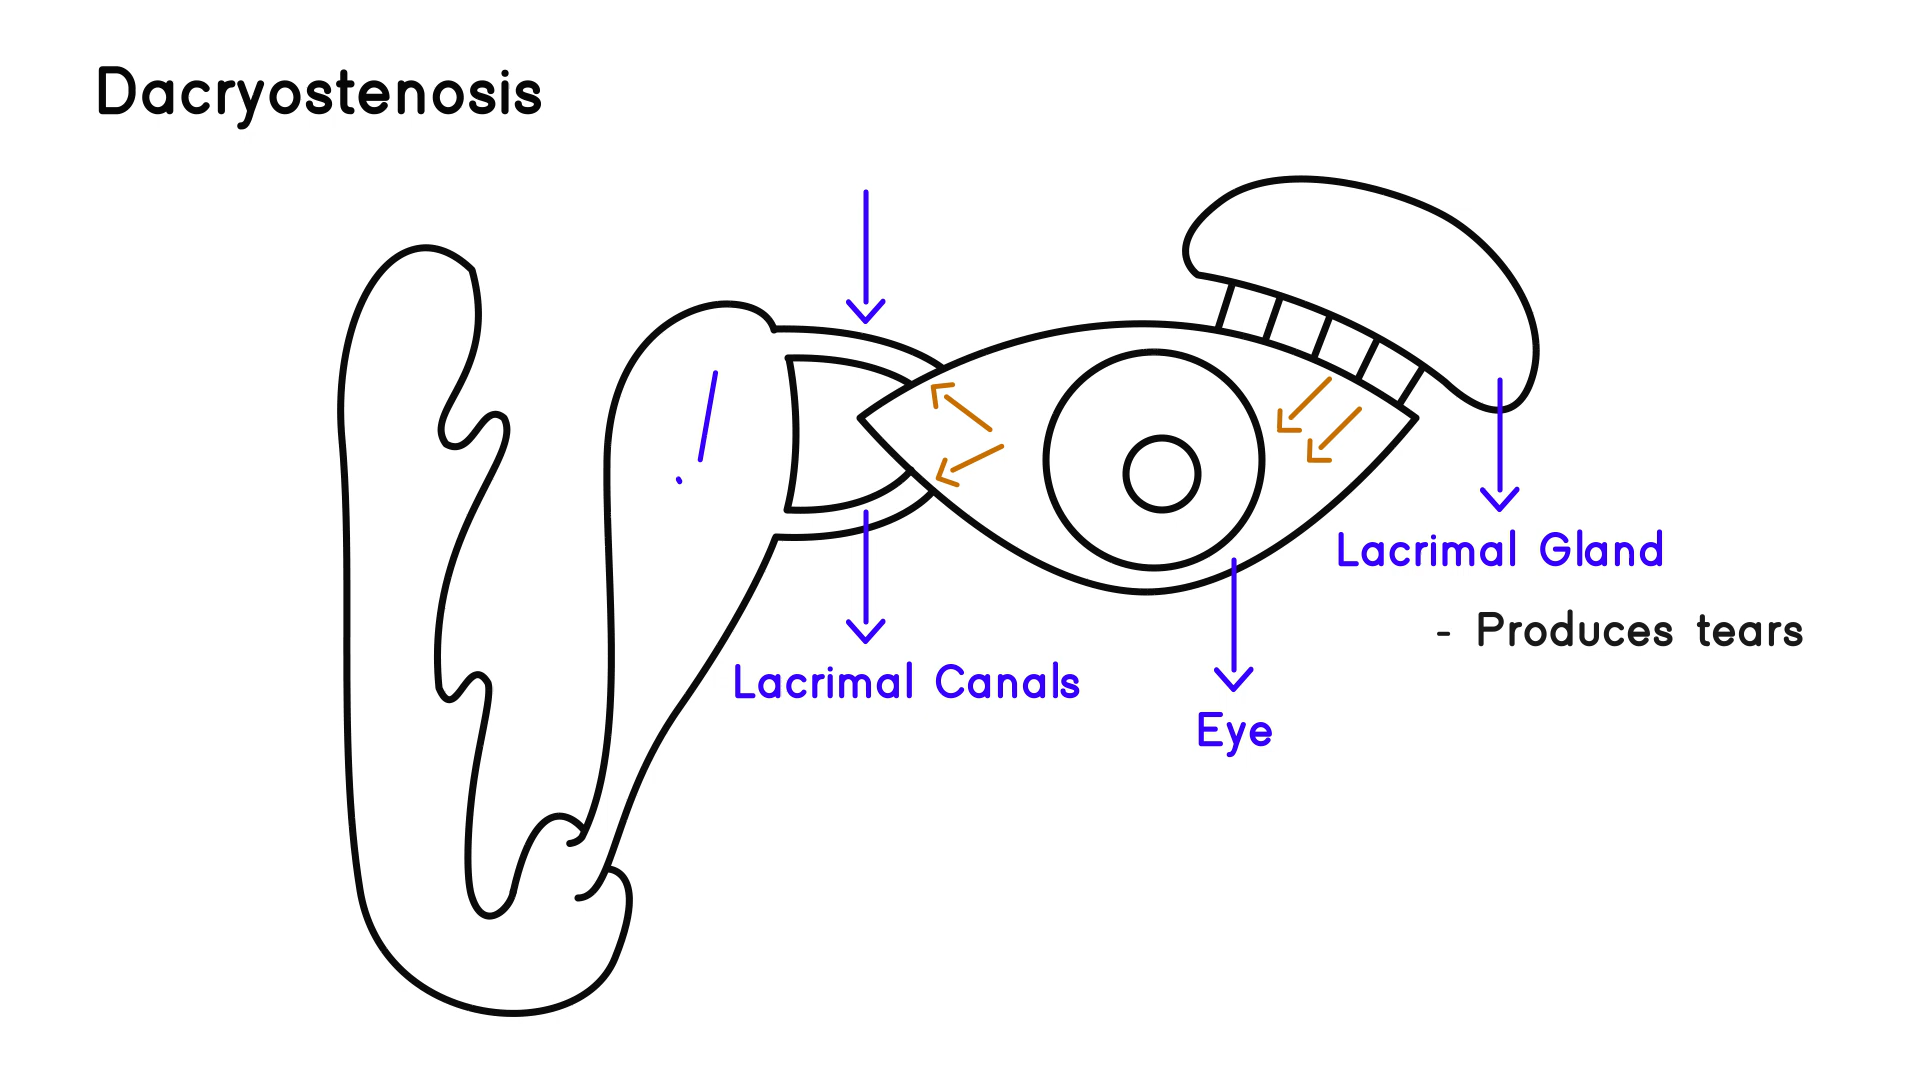 Dacryostenosis
Lacrimal Gland
- Produces tears
Lacrimal Canals
Eye